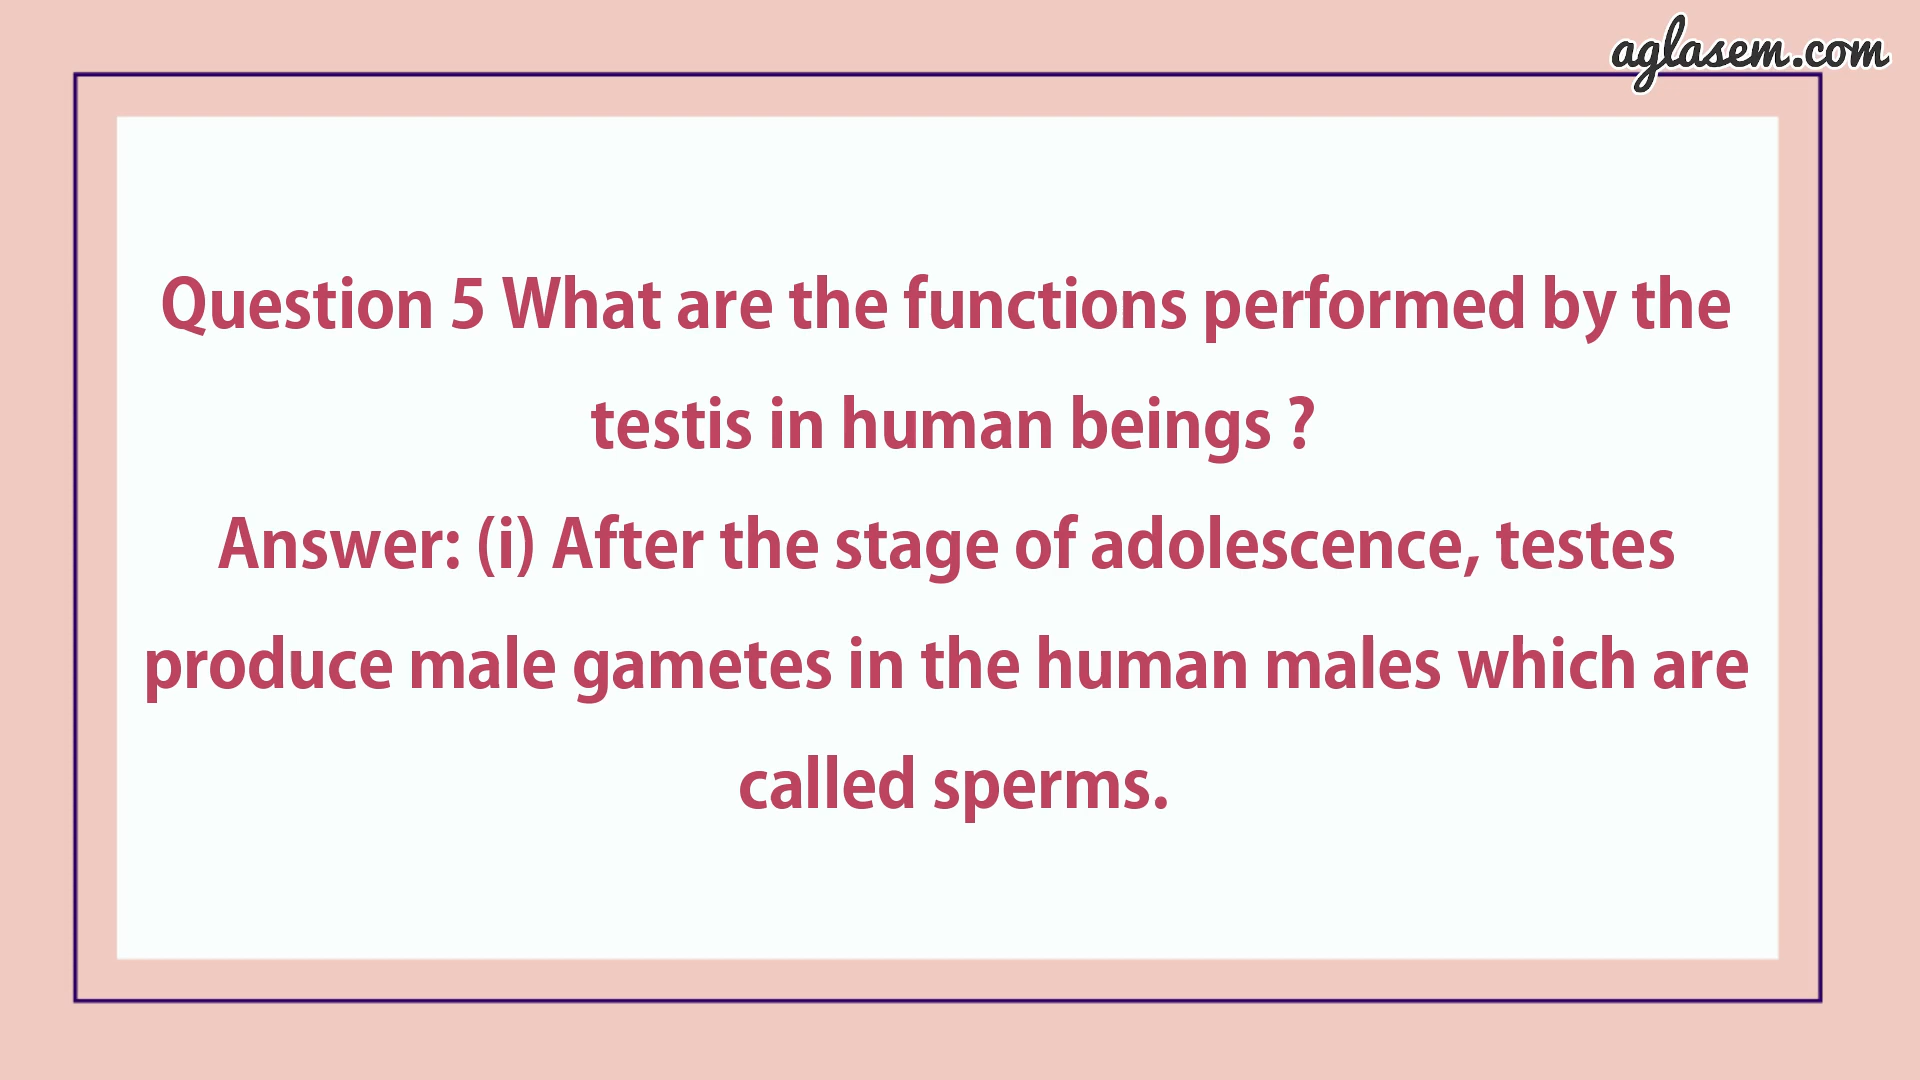 aglasem.com
Question 5 What are the functions performed by the
testis in human beings ?
Answer: (i) After the stage of adolescence, testes
produce male gametes in the human males which are
called sperms.